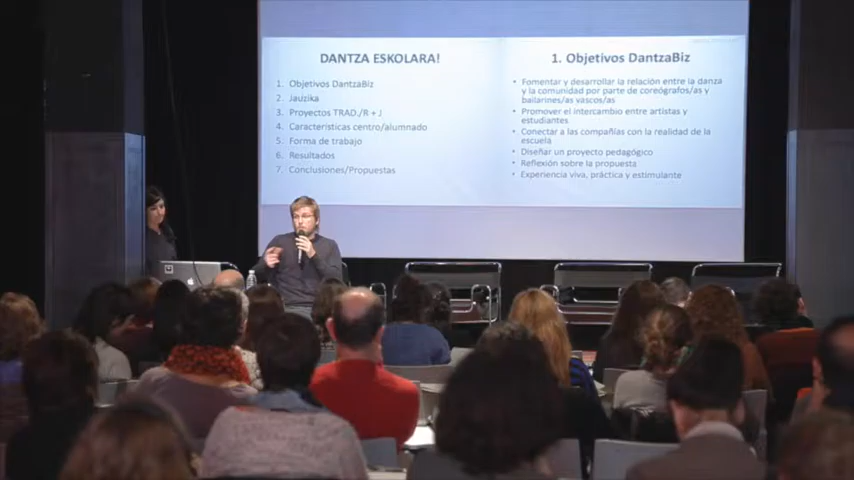 DANTZA ESKOLARA!
1. Objetivos DantzaBiz
2. Jauzika
3. Proyectos TRAD./R + J
4. Características centro/alumnado
5. Forma de trabajo
6. Resultados
7. Conclusiones/Propuestas
1. Objetivos DantzaBiz
• Fomentar y desarrollar la relación entre la danza
y la comunidad por parte de coreógrafos/as y
bailarines/as vascos/as
• Promover el intercambio entre artistas y
estudiantes
• Conectar a las compañías con la realidad de la
escuela
• Diseñar un proyecto pedagógico
• Reflexión sobre la propuesta
• Experiencia viva, práctica y estimulante